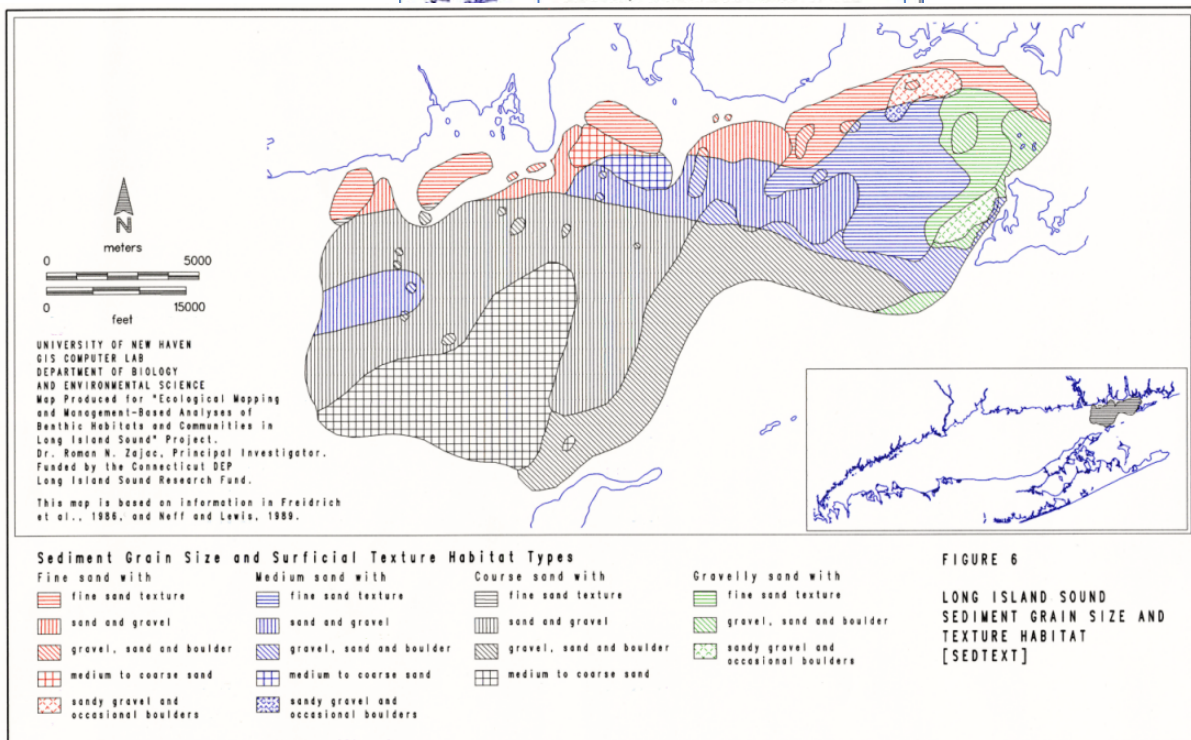 N
meters
0 5000
0 15000
feet
UNIVERSITY OF NEW HAVEN
GIS COMPUTER LAB
DEPARTMENT OF BIOLOGY
AND ENVIRONMENTAL SCIENCE
Map Produced for "Ecological Mapping
and Management-Based Analyses of
Benthic Habitats and Communities in
Long Island Sound" Project.
Dr. Roman N. Zajac, Principal Investigator.
Funded by the Connecticut DEP
Long Island Sound Research Fund.
This map is based on information in Freidrich
et al., 1986, and Neff and Lewis, 1989.
Sediment Grain Size and Surficial Texture Habitat Types
Fine sand with
fine sand texture
sand and gravel
gravel, sand and boulder
medium to coarse sand
sandy gravel and
occasional boulders
Medium sand with
fine sand texture
sand and gravel
gravel, sand and boulder
medium to coarse sand
sandy gravel and
occasional boulders
Course sand with
fine sand texture
sand and gravel
gravel, sand and boulder
medium to coarse sand
Gravelly sand with
fine sand texture
gravel, sand and boulder
sandy gravel and
occasional boulders
FIGURE 6
LONG ISLAND SOUND
SEDIMENT GRAIN SIZE AND
TEXTURE HABITAT
[SEDTEXT]